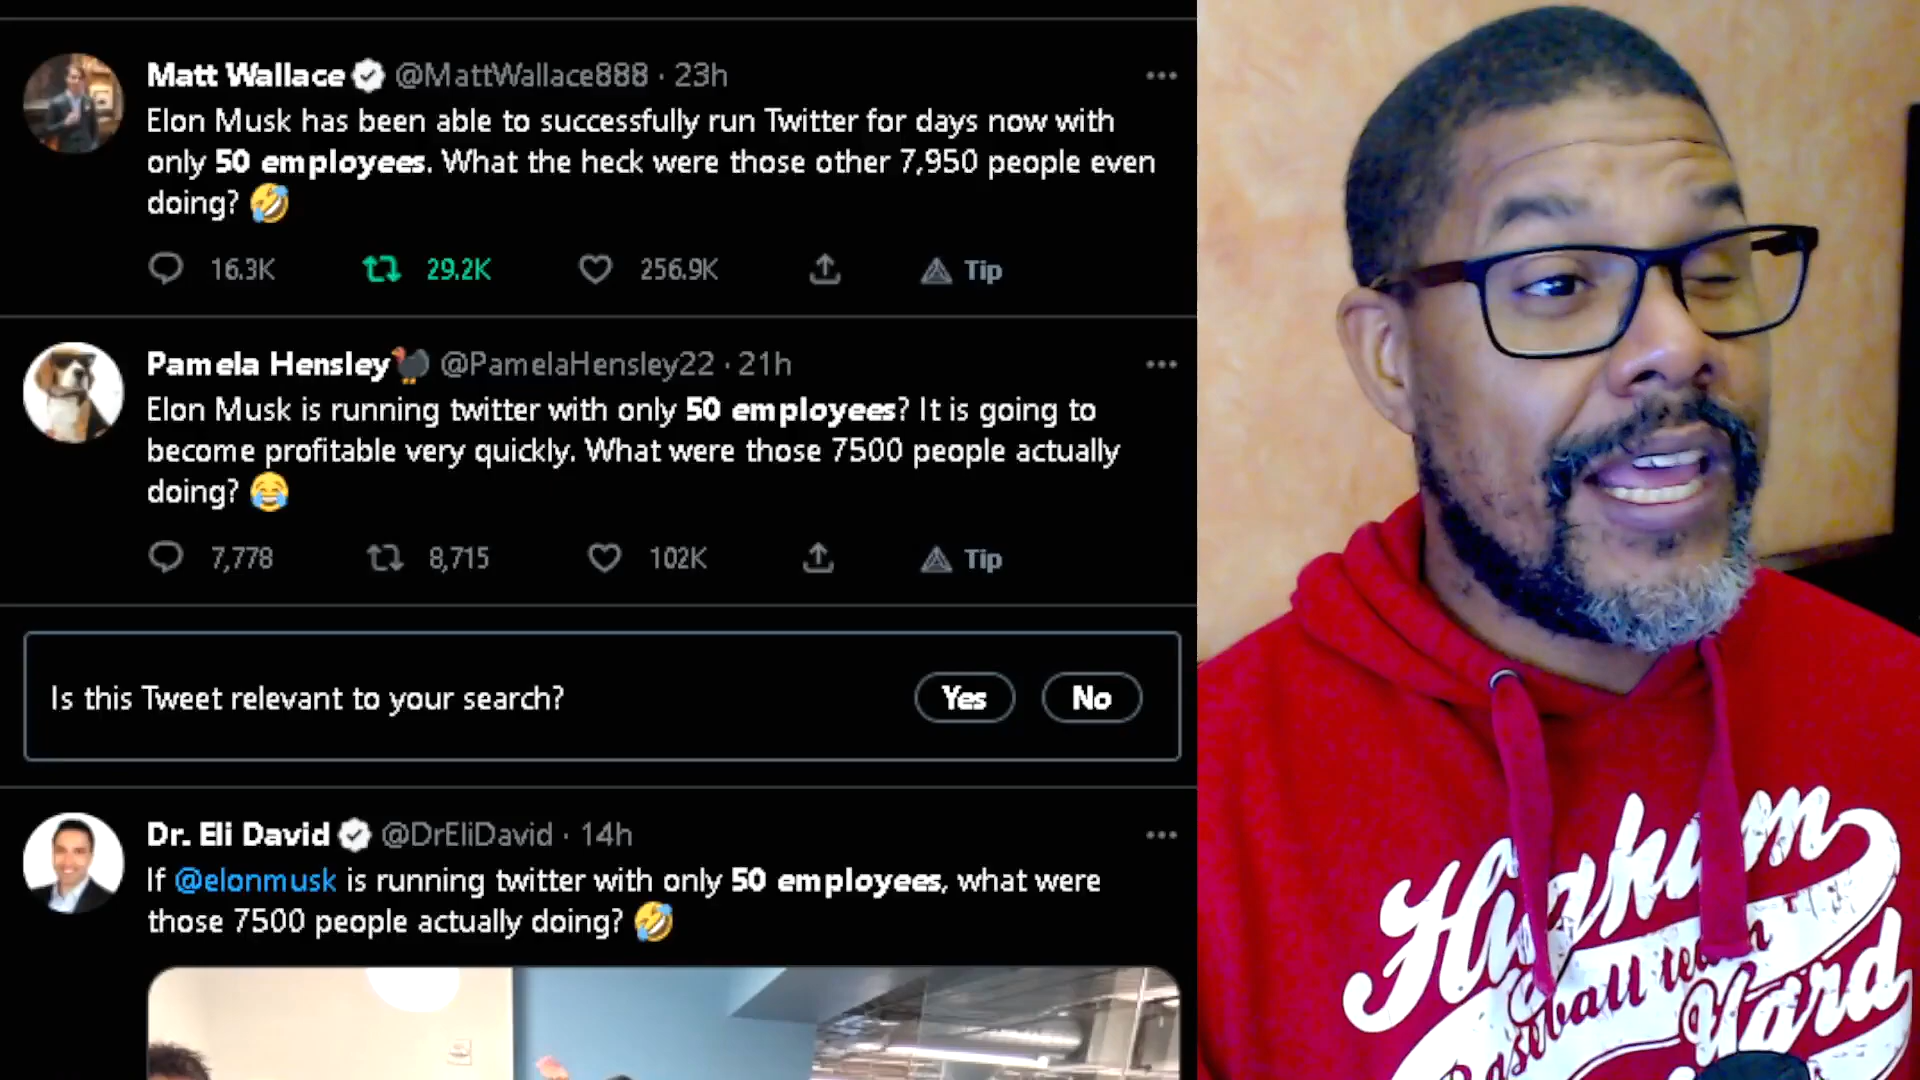 Matt Wallace @MattWallace888 · 23h
Elon Musk has been able to successfully run Twitter for days now with
only 50 employees. What the heck were those other 7,950 people even
doing? 🤣
16.3K 29.2K 256.9K Tip
Pamela Hensley🦃 @PamelaHensley22 · 21h
Elon Musk is running twitter with only 50 employees? It is going to
become profitable very quickly. What were those 7500 people actually
doing? 😂
7,778 8,715 102K Tip
Is this Tweet relevant to your search? Yes No
Dr. Eli David @DrEliDavid · 14h
If @elonmusk is running twitter with only 50 employees, what were
those 7500 people actually doing? 🤣
Higham
Baseball team
Yard